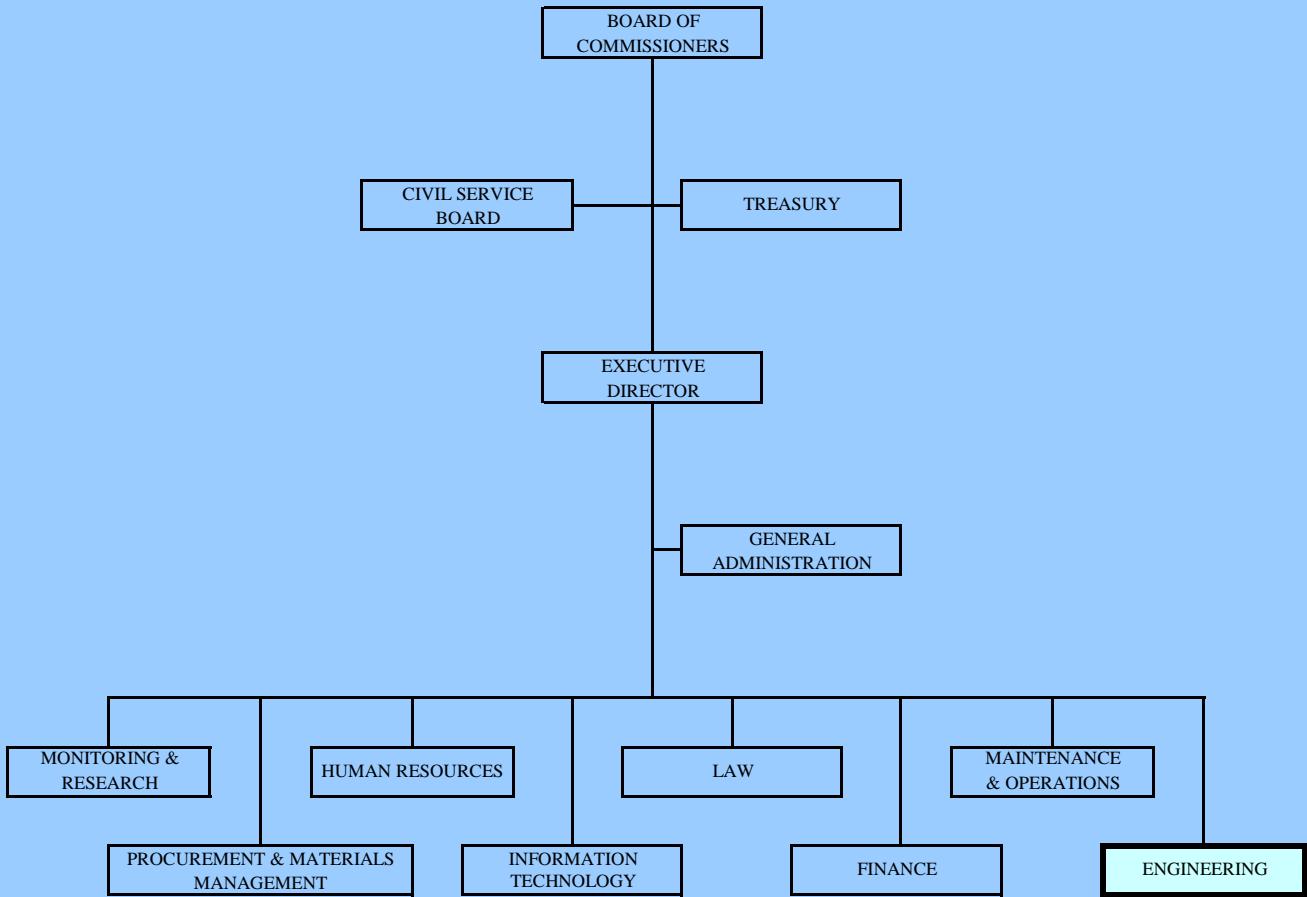 BOARD OF
COMMISSIONERS
CIVIL SERVICE
BOARD
TREASURY
EXECUTIVE
DIRECTOR
GENERAL
ADMINISTRATION
MONITORING &
RESEARCH
HUMAN RESOURCES
LAW
MAINTENANCE
& OPERATIONS
PROCUREMENT & MATERIALS
MANAGEMENT
INFORMATION
TECHNOLOGY
FINANCE
ENGINEERING